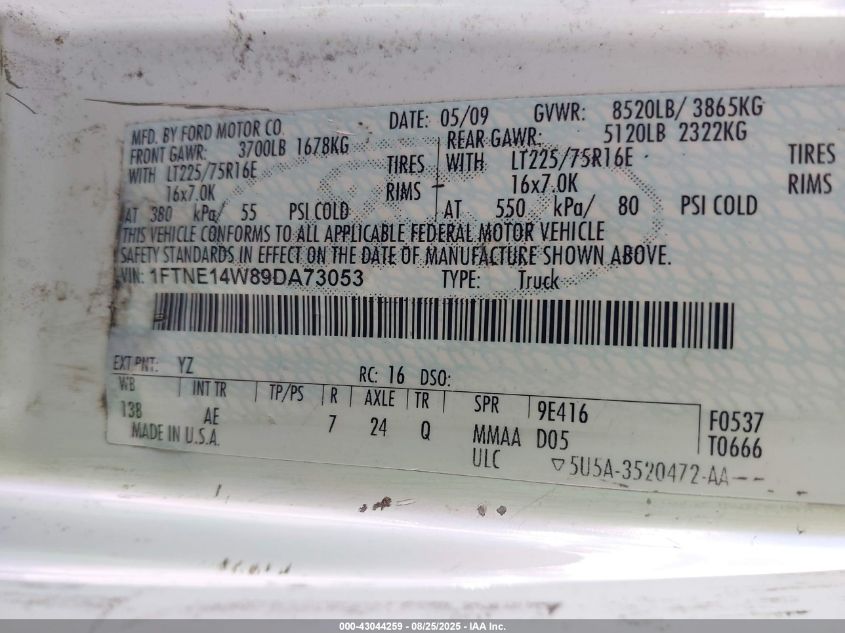 MFD. BY FORD MOTOR CO. DATE: 05/09 GVWR: 8520LB/ 3865KG
FRONT GAWR: 3700LB 1678KG REAR GAWR: 5120LB 2322KG
WITH LT225/75R16E TIRES WITH LT225/75R16E TIRES
16x7.0K RIMS 16x7.0K RIMS
AT 380 kPa/ 55 PSI COLD AT 550 kPa/ 80 PSI COLD
THIS VEHICLE CONFORMS TO ALL APPLICABLE FEDERAL MOTOR VEHICLE
SAFETY STANDARDS IN EFFECT ON THE DATE OF MANUFACTURE SHOWN ABOVE.
VIN: 1FTNE14W89DA73053 TYPE: Truck
EXT PNT: YZ RC: 16 DSO:
WB INT TR TP/PS R AXLE TR SPR 9E416 F0537
138 AE 7 24 Q MMAA D05 T0666
MADE IN U.S.A. ULC ▽5U5A-3520472-AA--
000-43044259 - 08/25/2025 - IAA Inc.